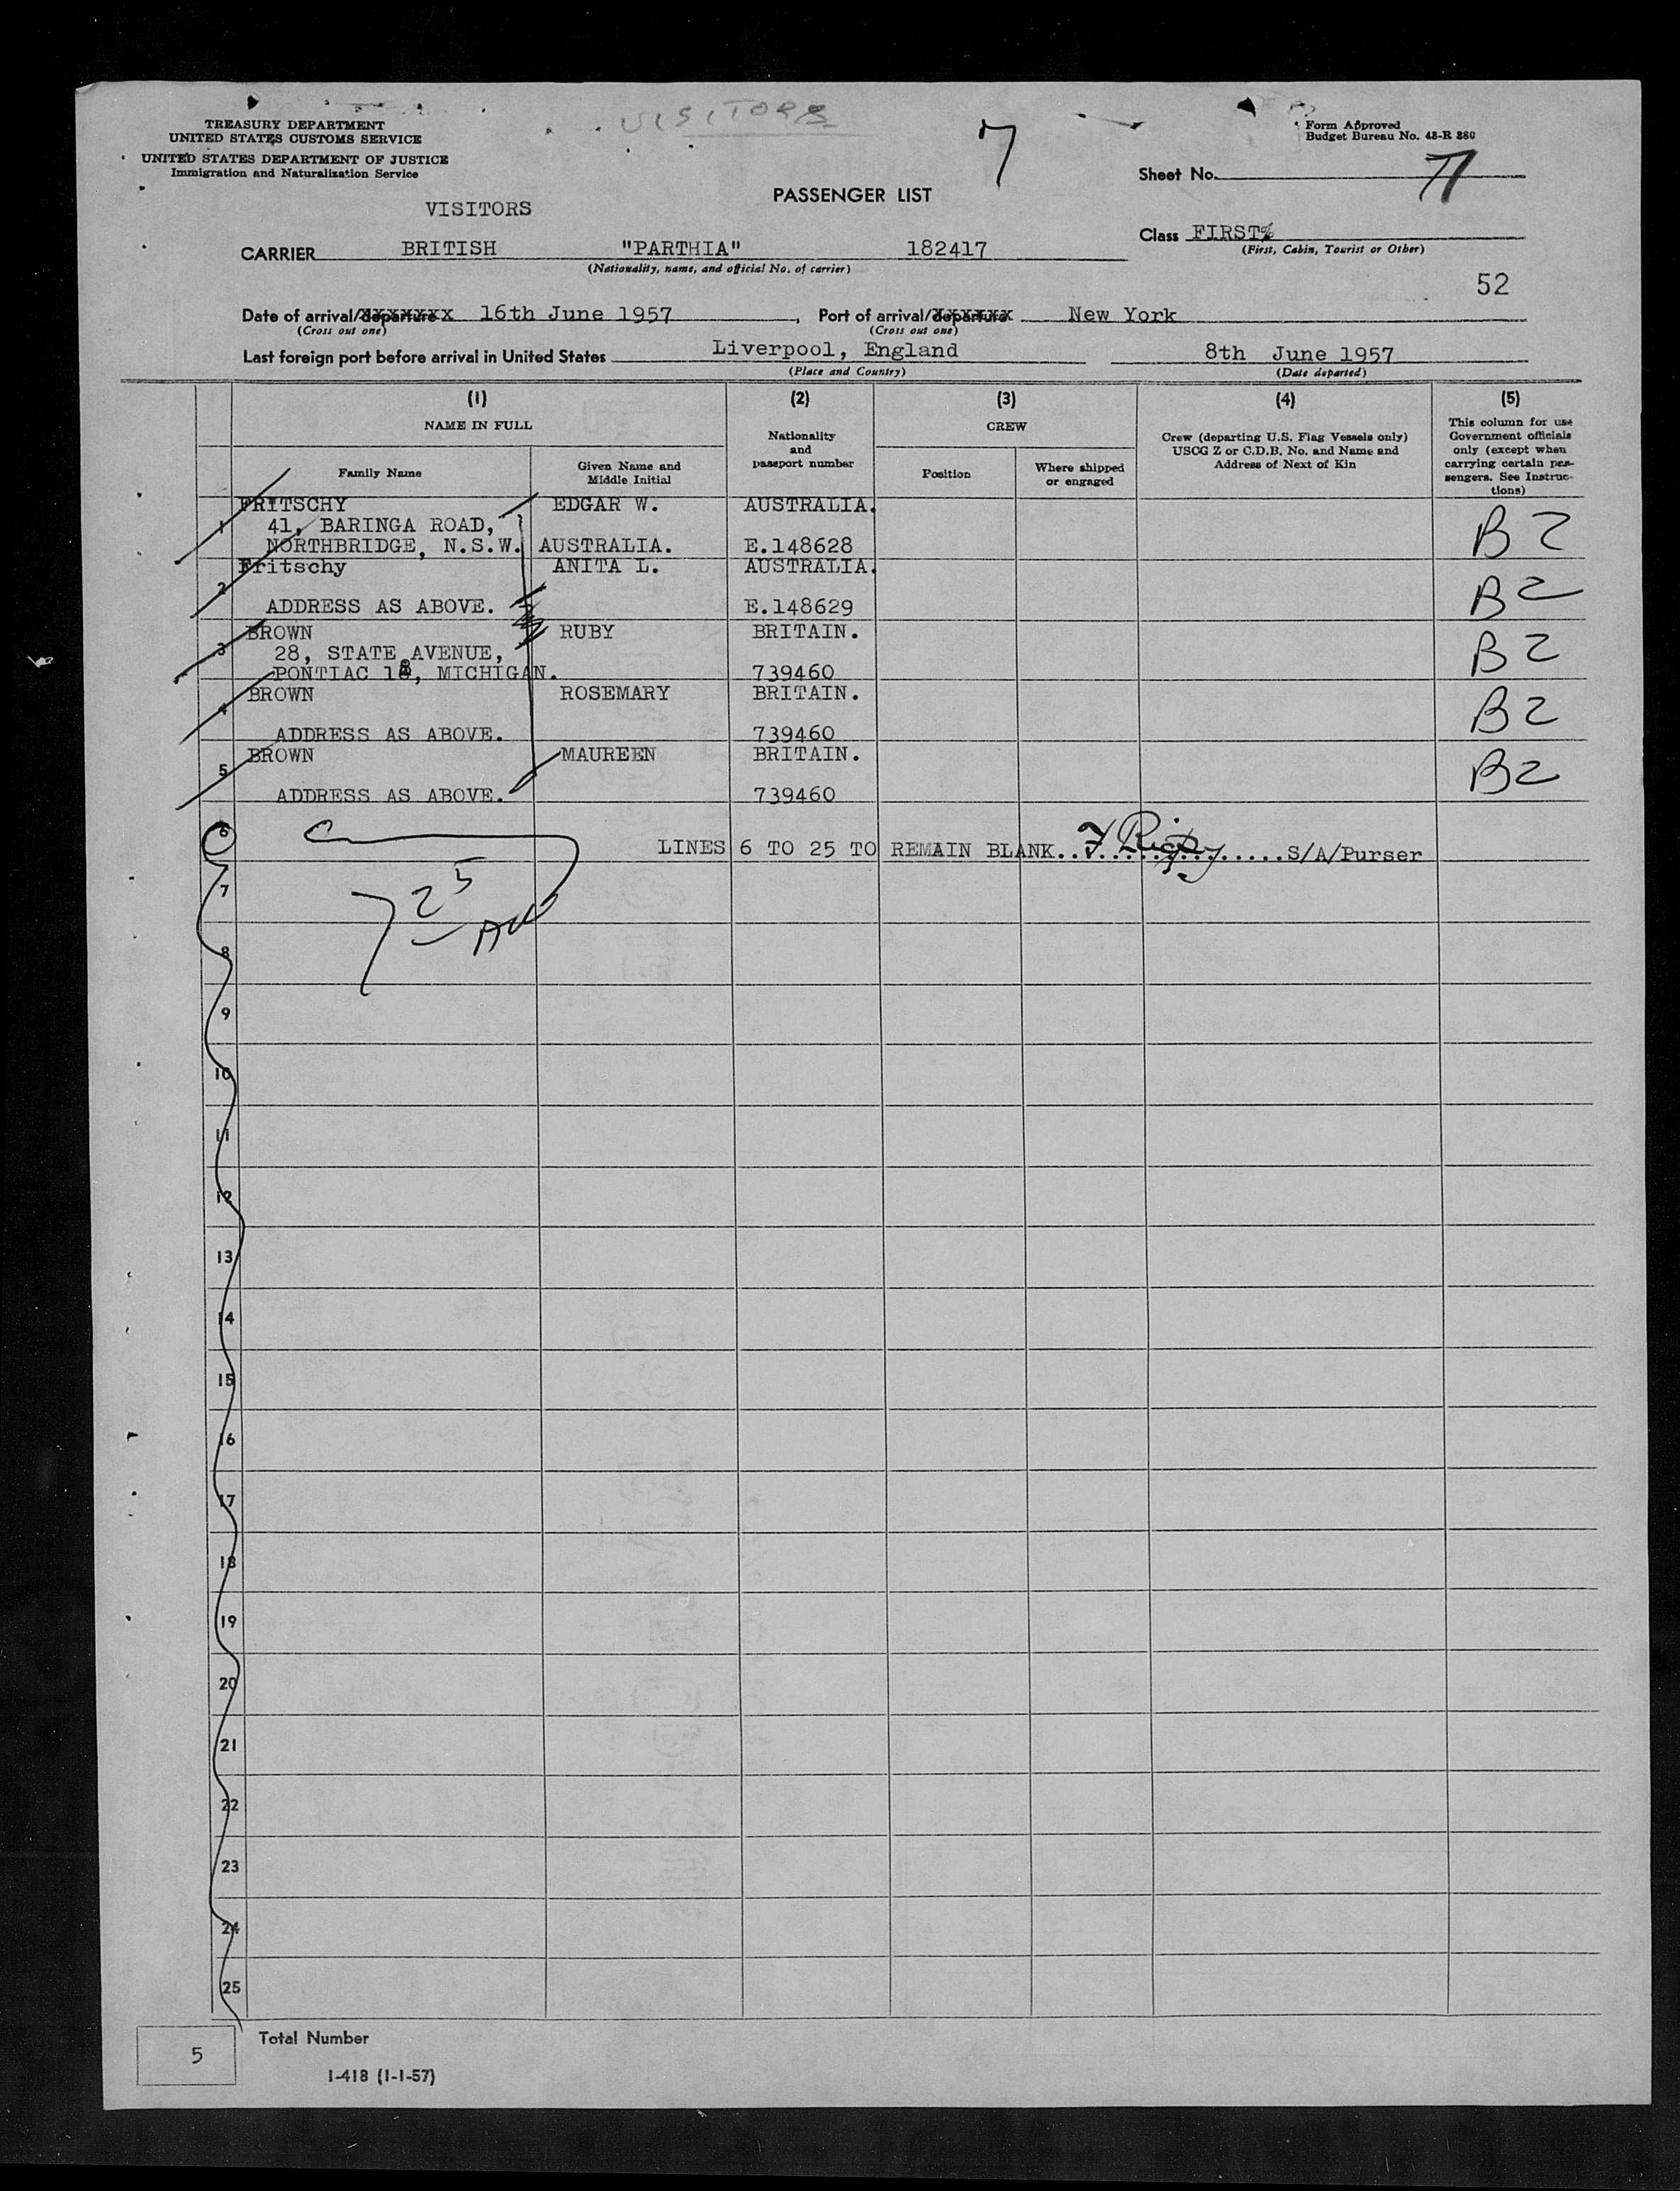 VISITORS
7
TREASURY DEPARTMENT
UNITED STATES CUSTOMS SERVICE
UNITED STATES DEPARTMENT OF JUSTICE
Immigration and Naturalization Service
Form Approved
Budget Bureau No. 43-R 380
Sheet No.
PASSENGER LIST
VISITORS
Class FIRST
(First, Cabin, Tourist or Other)
CARRIER BRITISH "PARTHIA" 182417
(Nationality, name, and official No. of carrier)
52
Date of arrival/departure 16th June 1957, Port of arrival/departure New York
(Cross out one) (Cross out one)
Last foreign port before arrival in United States Liverpool, England 8th June 1957
(Place and Country) (Date departed)
(1) (2) (3) (4) (5)
NAME IN FULL
Family Name
Given Name and
Middle Initial
Nationality
and
passport number
CREW
Position
Where shipped
or engaged
Crew (departing U.S. Flag Vessels only)
USCG Z or C.D.B. No. and Name and
Address of Next of Kin
This column for use
Government officials
only (except when
carrying certain pas-
sengers. See Instruc-
tions)
1 FRITSCHY EDGAR W. AUSTRALIA. B2
41, BARINGA ROAD,
NORTHBRIDGE, N.S.W. AUSTRALIA. E.148628
2 Fritschy ANITA L. AUSTRALIA. B2
ADDRESS AS ABOVE. E.148629
3 BROWN RUBY BRITAIN. B2
28, STATE AVENUE,
PONTIAC 18, MICHIGAN. 739460
4 BROWN ROSEMARY BRITAIN. B2
ADDRESS AS ABOVE. 739460
5 BROWN MAUREEN BRITAIN. B2
ADDRESS AS ABOVE. 739460
6
LINES 6 TO 25 TO REMAIN BLANK.. ..... S/A/Purser
7
25
8
9
10
11
12
13
14
15
16
17
18
19
20
21
22
23
24
25
5 Total Number
I-418 (1-1-57)